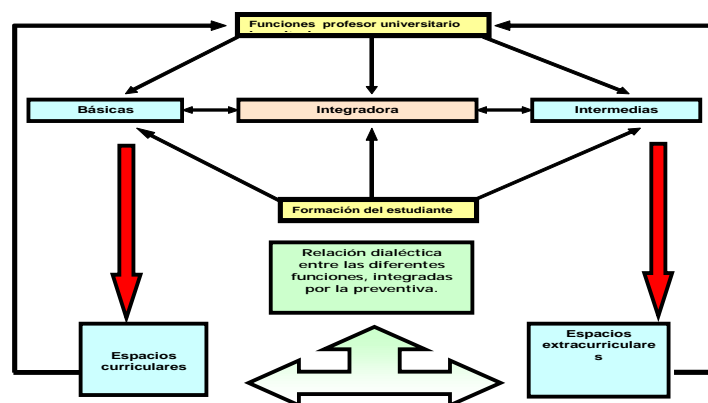 Funciones  profesor universitario
Básicas
Integradora
Intermedias
Formación del estudiante
Relación dialéctica
entre las diferentes
funciones, integradas
por la preventiva.
Espacios
curriculares
Espacios
extracurriculare
s